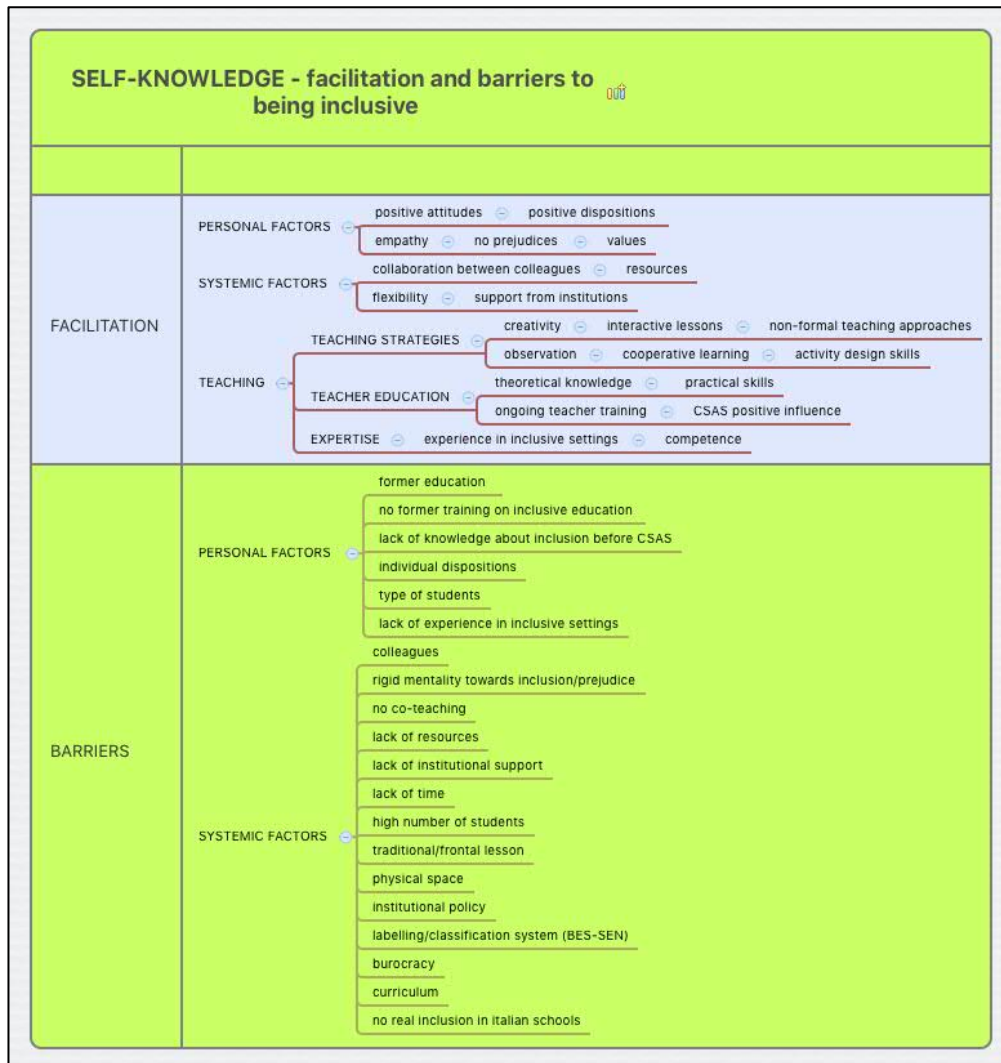 SELF-KNOWLEDGE - facilitation and barriers to
being inclusive
FACILITATION
PERSONAL FACTORS
positive attitudes positive dispositions
empathy no prejudices values
SYSTEMIC FACTORS
collaboration between colleagues resources
flexibility support from institutions
TEACHING
TEACHING STRATEGIES
creativity interactive lessons non-formal teaching approaches
observation cooperative learning activity design skills
TEACHER EDUCATION
theoretical knowledge practical skills
ongoing teacher training CSAS positive influence
EXPERTISE experience in inclusive settings competence
BARRIERS
PERSONAL FACTORS
former education
no former training on inclusive education
lack of knowledge about inclusion before CSAS
individual dispositions
type of students
lack of experience in inclusive settings
SYSTEMIC FACTORS
colleagues
rigid mentality towards inclusion/prejudice
no co-teaching
lack of resources
lack of institutional support
lack of time
high number of students
traditional/frontal lesson
physical space
institutional policy
labelling/classification system (BES-SEN)
burocracy
curriculum
no real inclusion in italian schools